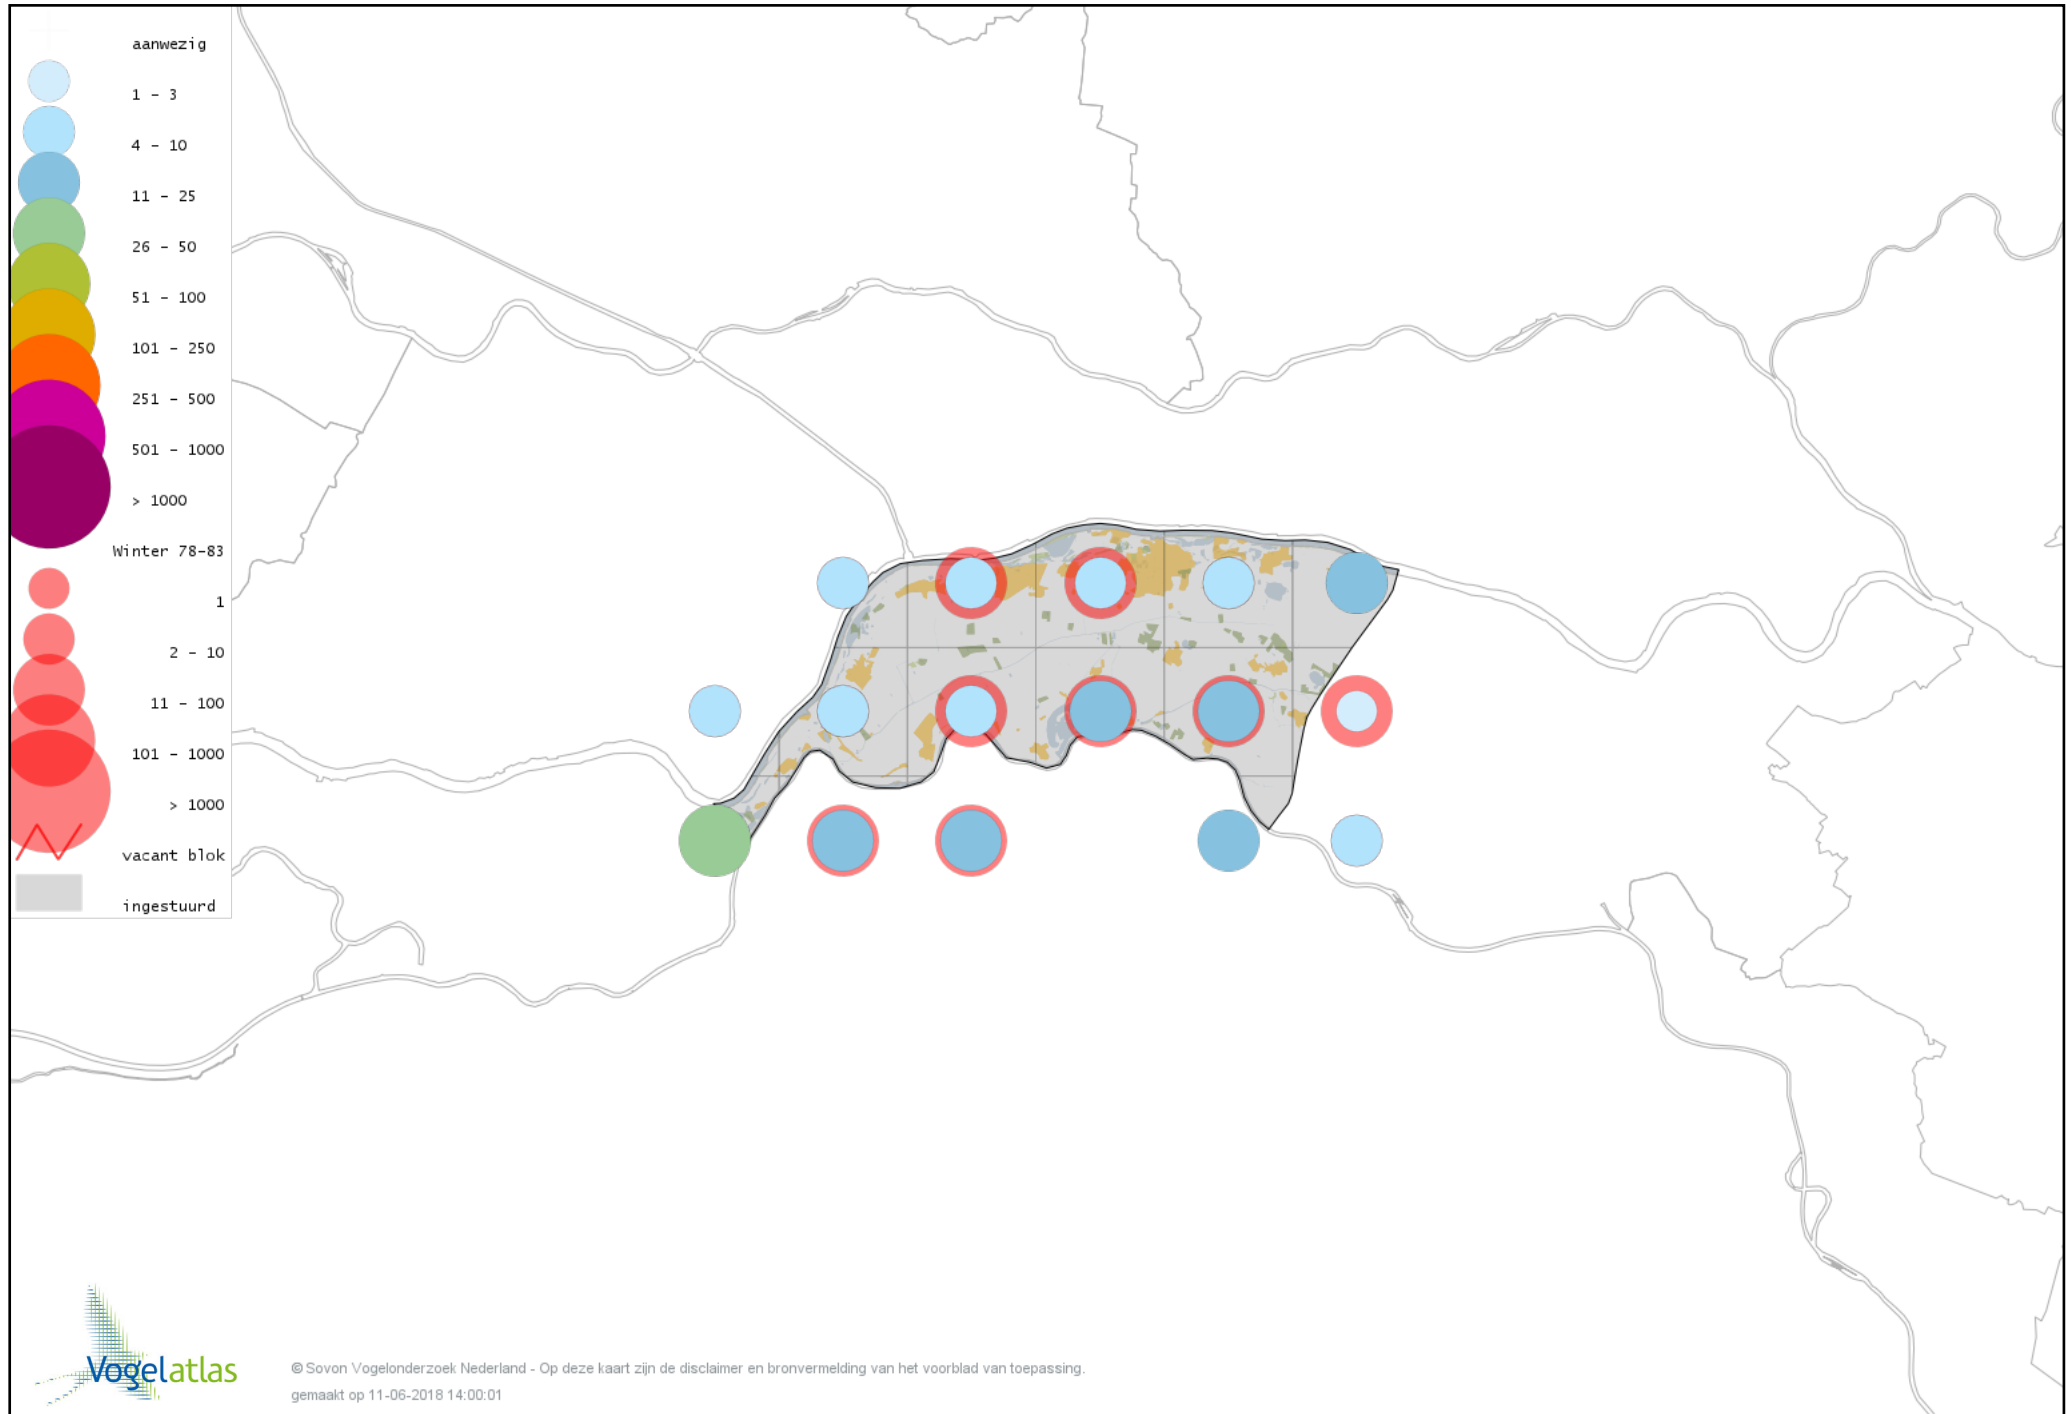 aanwezig
1 - 3
4 - 10
11 - 25
26 - 50
51 - 100
101 - 250
251 - 500
501 - 1000
> 1000
Winter 78-83
1
2 - 10
11 - 100
101 - 1000
> 1000
vacant blok
ingestuurd
Vogelatlas
© Sovon Vogelonderzoek Nederland - Op deze kaart zijn de disclaimer en bronvermelding van het voorblad van toepassing.
gemaakt op 11-06-2018 14:00:01